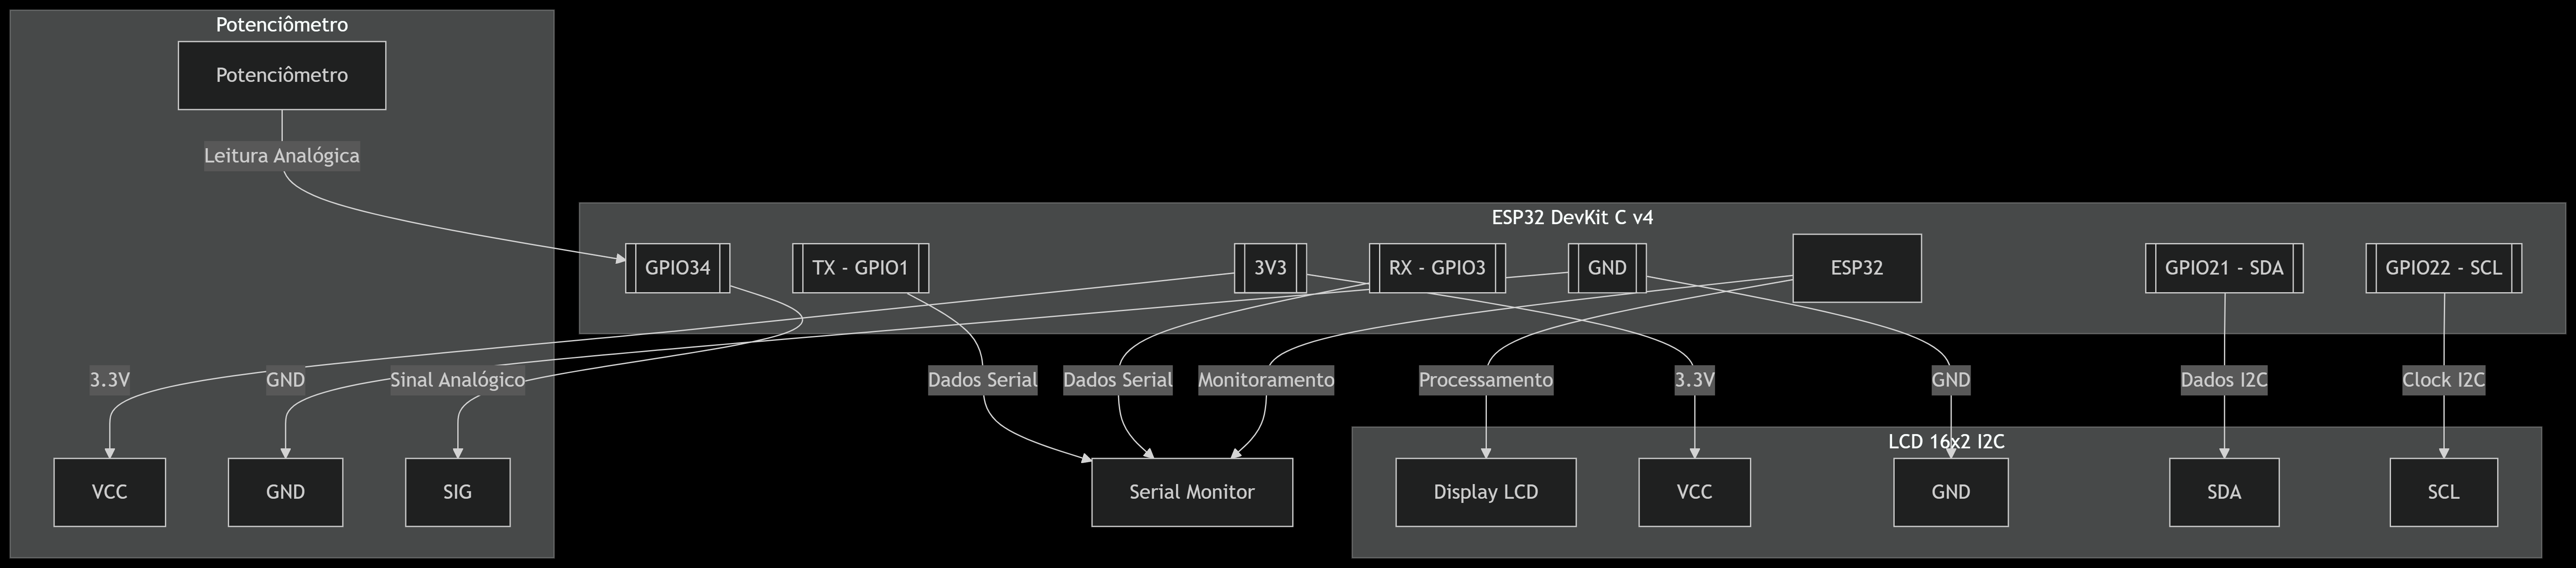 Potenciômetro
Potenciômetro
Leitura Analógica
ESP32 DevKit C v4
GPIO34
TX - GPIO1
3V3
RX - GPIO3
GND
ESP32
GPIO21 - SDA
GPIO22 - SCL
3.3V
GND
Sinal Analógico
Dados Serial
Dados Serial
Monitoramento
Processamento
3.3V
GND
Dados I2C
Clock I2C
LCD 16x2 I2C
VCC
GND
SIG
Serial Monitor
Display LCD
VCC
GND
SDA
SCL